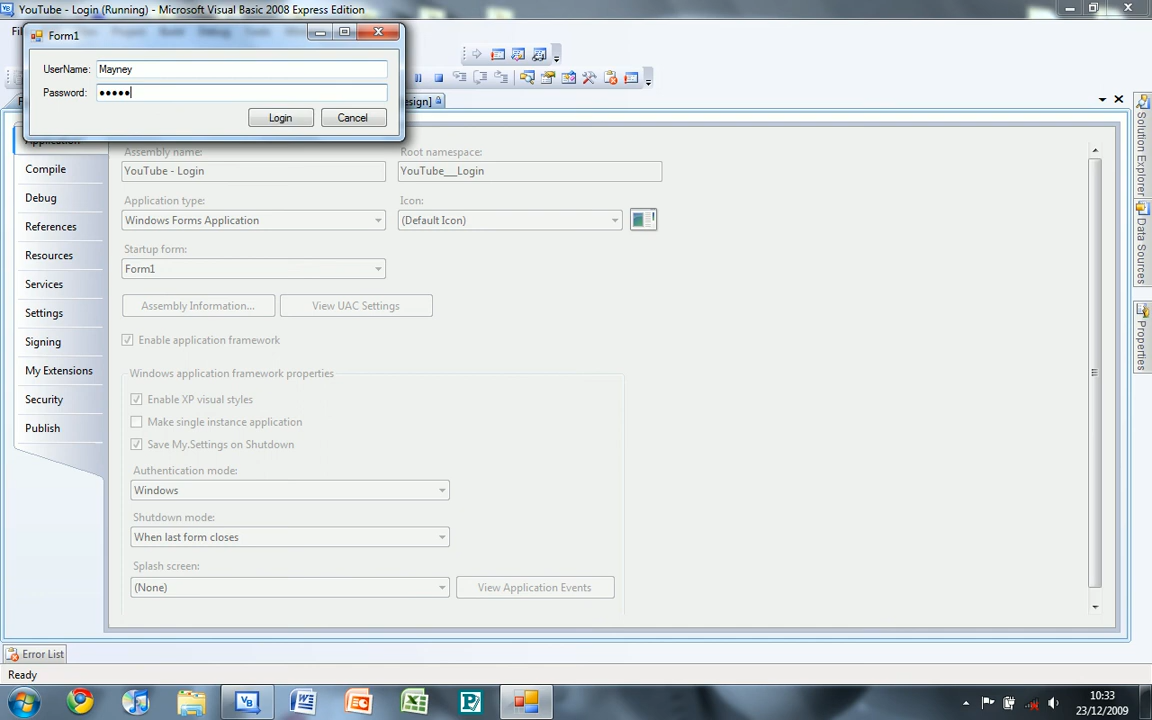 YouTube - Login (Running) - Microsoft Visual Basic 2008 Express Edition
Form1
UserName: Mayney
Password: •••••
Login Cancel
esign]
Application
Compile
Debug
References
Resources
Services
Settings
Signing
My Extensions
Security
Publish
Assembly name: Root namespace:
YouTube - Login YouTube___Login
Application type: Icon:
Windows Forms Application (Default Icon)
Startup form:
Form1
Assembly Information... View UAC Settings
Enable application framework
Windows application framework properties
Enable XP visual styles
Make single instance application
Save My.Settings on Shutdown
Authentication mode:
Windows
Shutdown mode:
When last form closes
Splash screen:
(None) View Application Events
Solution Explorer
Data Sources
Properties
Error List
Ready
10:33
23/12/2009